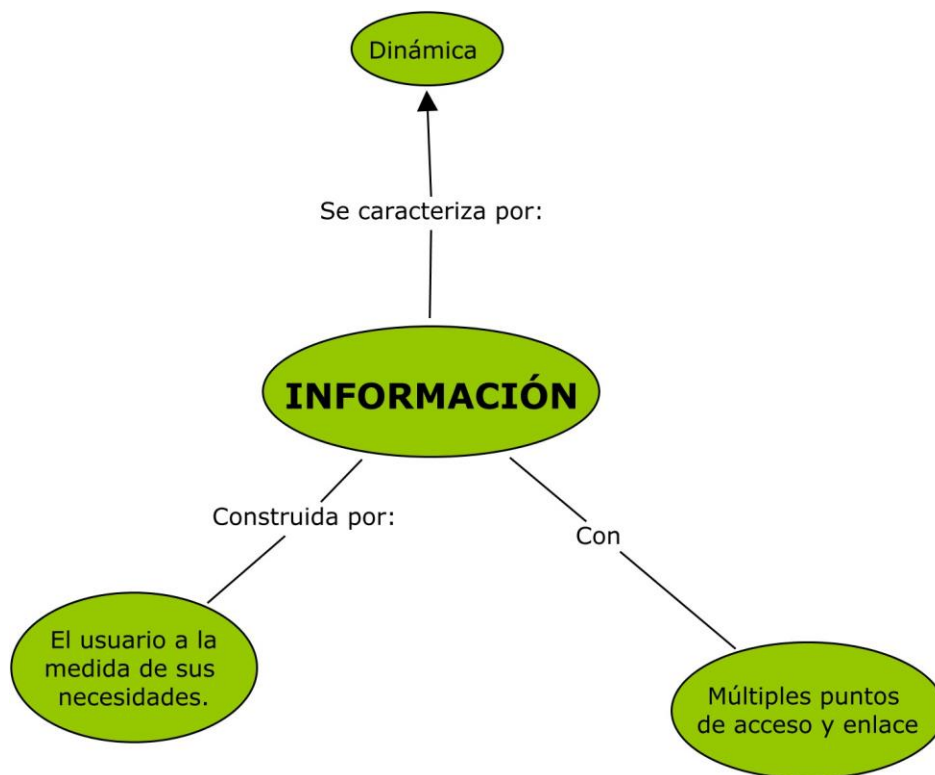 Dinámica
Se caracteriza por:
INFORMACIÓN
Construida por:
Con
El usuario a la
medida de sus
necesidades.
Múltiples puntos
de acceso y enlace